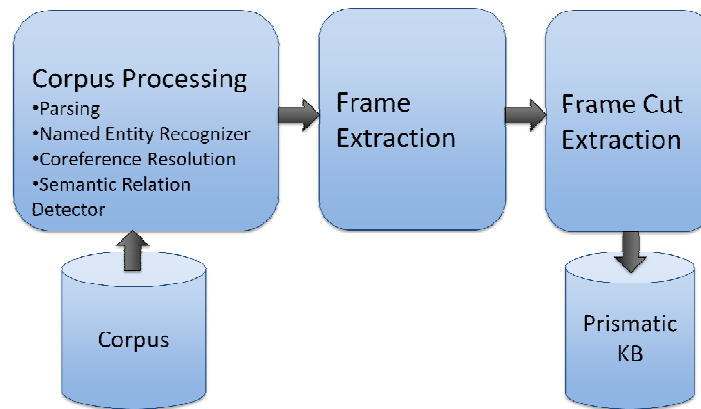 Corpus Processing
•Parsing
•Named Entity Recognizer
•Coreference Resolution
•Semantic Relation
Detector
Frame
Extraction
Frame Cut
Extraction
Corpus
Prismatic
KB